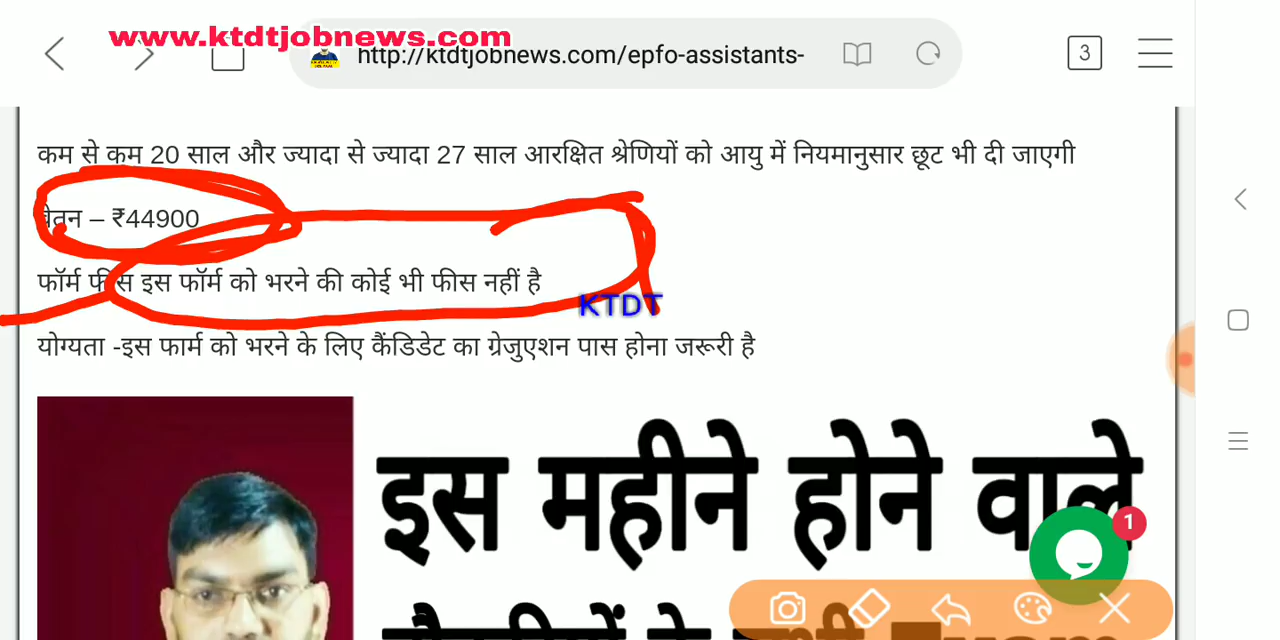 www.ktdtjobnews.com
http://ktdtjobnews.com/epfo-assistants-
3
कम से कम 20 साल और ज्यादा से ज्यादा 27 साल आरक्षित श्रेणियों को आयु में नियमानुसार छूट भी दी जाएगी
वेतन – ₹44900
फॉर्म फीस इस फॉर्म को भरने की कोई भी फीस नहीं है
KTDT
योग्यता -इस फार्म को भरने के लिए कैंडिडेट का ग्रेजुएशन पास होना जरूरी है
इस महीने होने वाले
1